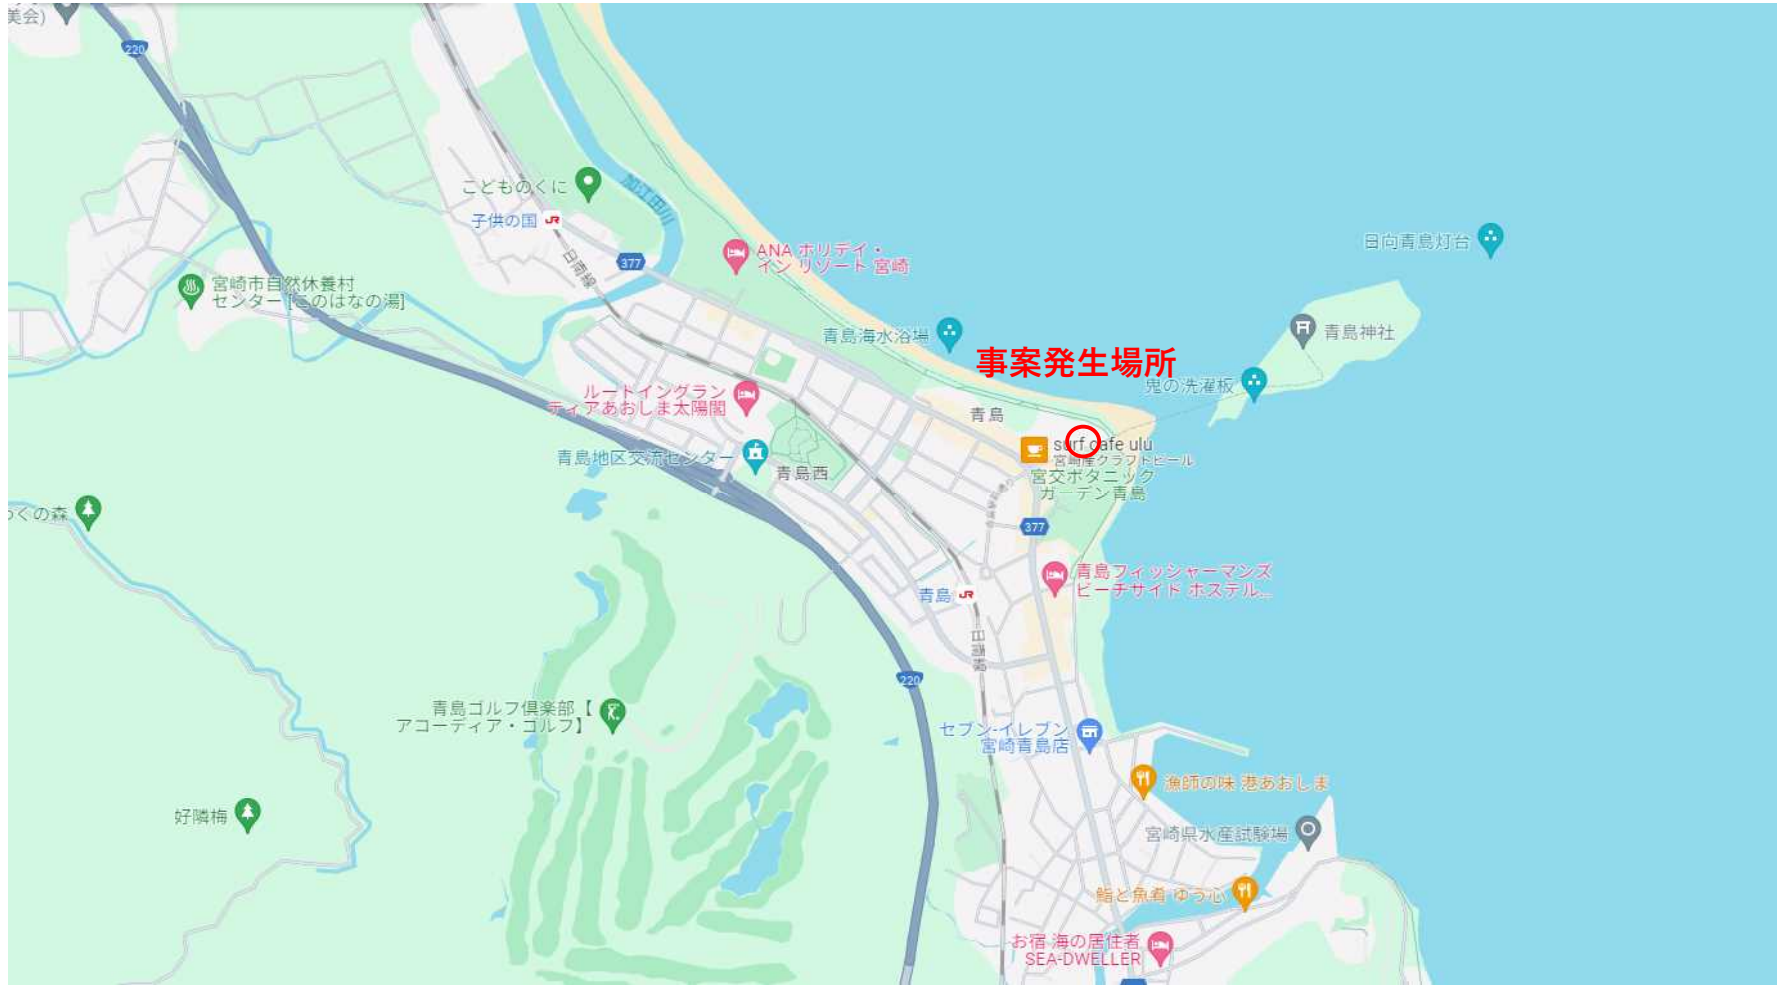 美会)
220
こどものくに
子供の国
JR
加江田川
377
日南線
ANA ホリデイ・
イン リゾート 宮崎
日向青島灯台
宮崎市自然休養村
センター [このはなの湯]
青島海水浴場
青島神社
事案発生場所
鬼の洗濯板
ルートイングラン
ティアあおしま太陽閣
青島
surf cafe ulu
宮崎産クラフトビール
青島地区交流センター
青島西
宮交ボタニック
ガーデン青島
くの森
377
青島フィッシャーマンズ
ビーチサイド ホステル...
青島
JR
日南線
220
青島ゴルフ倶楽部【
アコーディア・ゴルフ】
セブン-イレブン
宮崎青島店
漁師の味 港あおしま
好隣梅
宮崎県水産試験場
鮨と魚肴 ゆう心
お宿 海の居住者
SEA-DWELLER